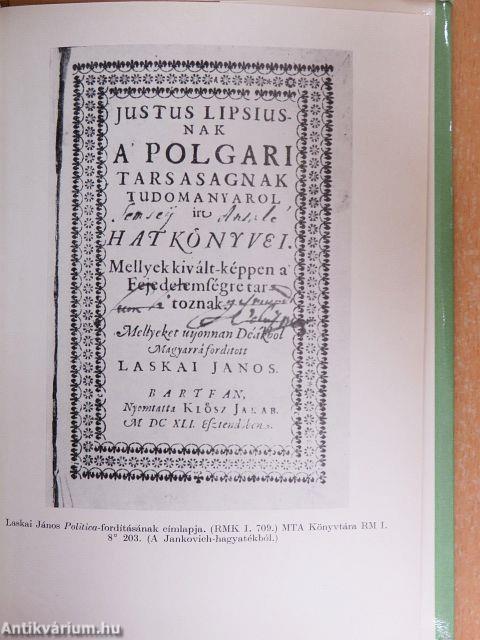 JUSTUS LIPSIUS-
NAK
A' POLGARI
TARSASAGNAK
TUDOMANYAROL
irt
HAT KÖNYVEI.
Mellyek kivált-képpen a'
Fejedelemségre tar-
toznak.
Mellyeket ujonnan Deákból
Magyarrá fordított
LASKAI JANOS.
BARTFAN,
Nyomtatta KLÖSZ JAKAB.
M DC XLI. Esztendöben.
Laskai János Politica-fordításának címlapja. (RMK I. 709.) MTA Könyvtára RM I.
8° 203. (A Jankovich-hagyatékból.)
Antikvárium.hu